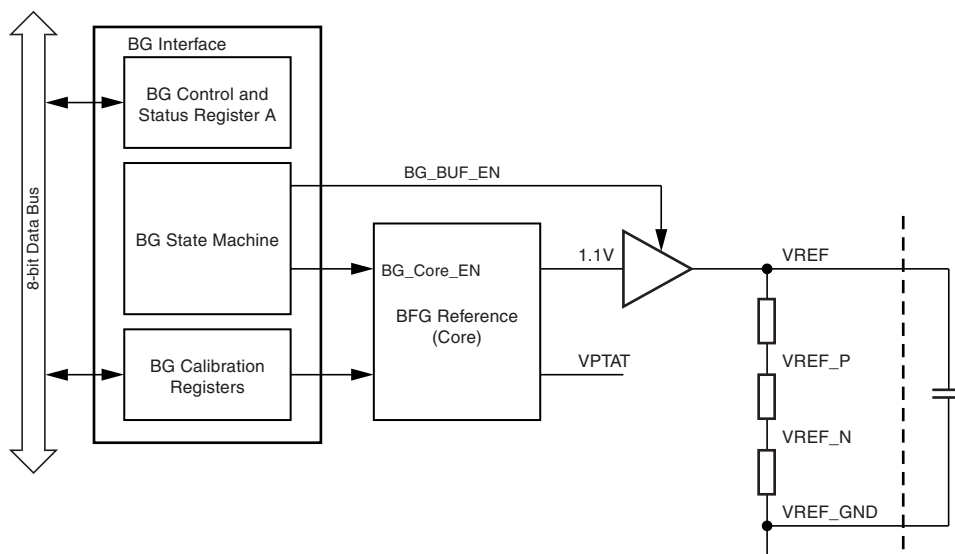 BG Interface
BG Control and
Status Register A
8-bit Data Bus
BG State Machine
BG Calibration
Registers
BG_BUF_EN
BG_Core_EN
BFG Reference
(Core)
1.1V
VPTAT
VREF
VREF_P
VREF_N
VREF_GND